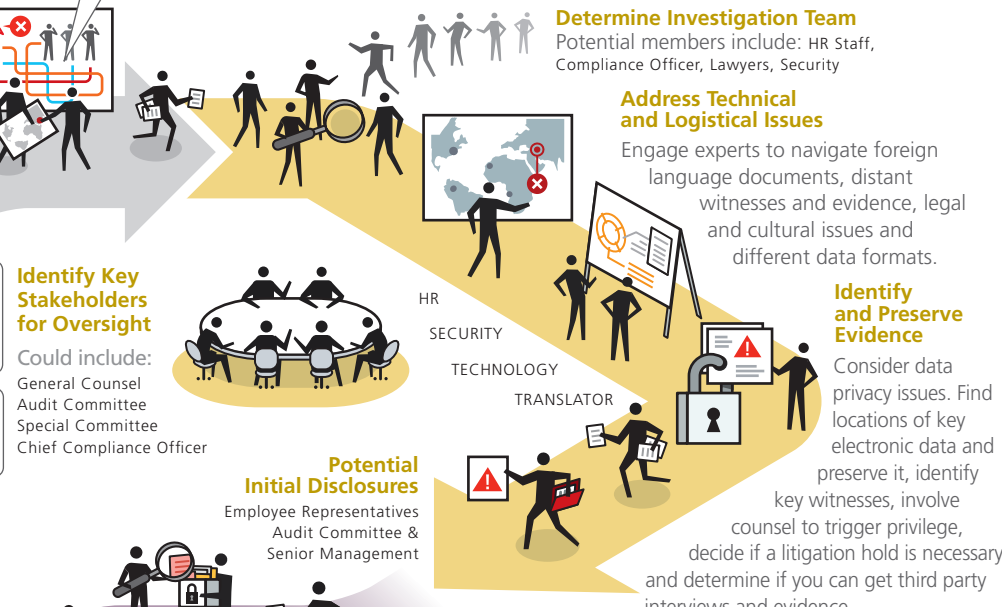 Determine Investigation Team
Potential members include: HR Staff,
Compliance Officer, Lawyers, Security
Address Technical
and Logistical Issues
Engage experts to navigate foreign
language documents, distant
witnesses and evidence, legal
and cultural issues and
different data formats.
Identify Key
Stakeholders
for Oversight
Could include:
General Counsel
Audit Committee
Special Committee
Chief Compliance Officer
HR
SECURITY
TECHNOLOGY
TRANSLATOR
Identify
and Preserve
Evidence
Consider data
privacy issues. Find
locations of key
electronic data and
preserve it, identify
key witnesses, involve
counsel to trigger privilege,
decide if a litigation hold is necessary
and determine if you can get third party
interviews and evidence
Potential
Initial Disclosures
Employee Representatives
Audit Committee &
Senior Management